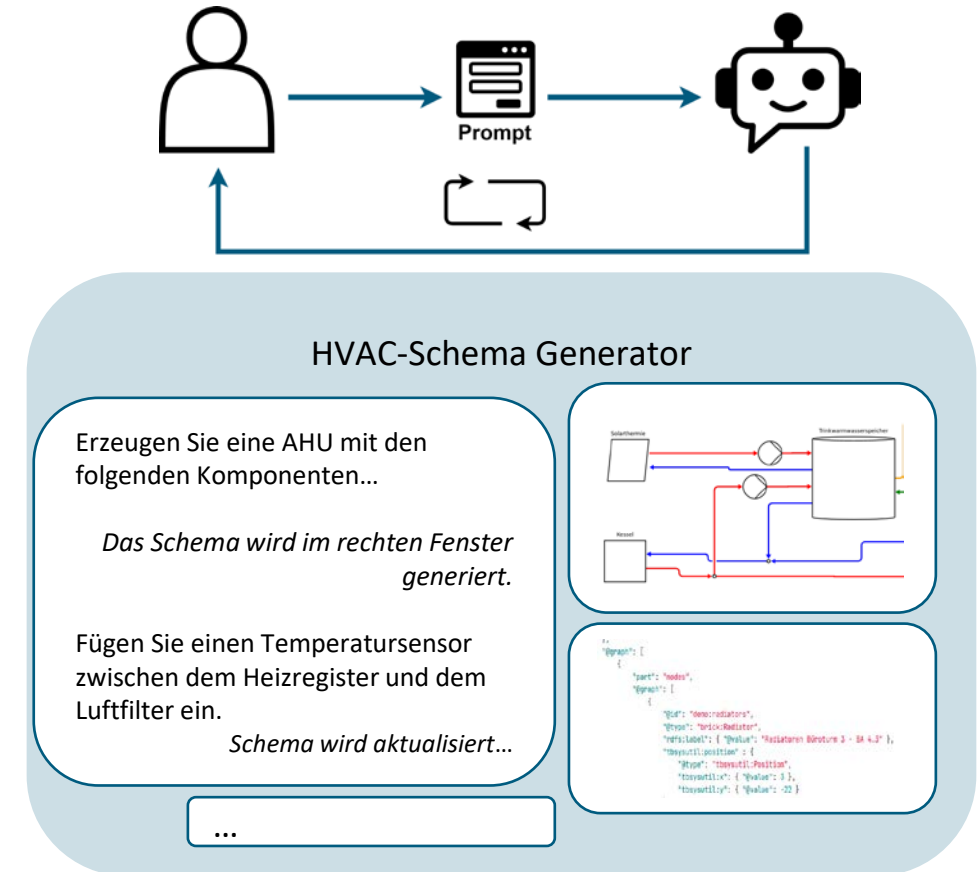 Prompt
HVAC-Schema Generator
Erzeugen Sie eine AHU mit den
folgenden Komponenten…
Das Schema wird im rechten Fenster
generiert.
Fügen Sie einen Temperatursensor
zwischen dem Heizregister und dem
Luftfilter ein.
Schema wird aktualisiert…
...
Solarthermie
Trinkwarmwasserspeicher
Kessel
"@graph": [
{
"part": "nodes",
"@graph": [
{
"@id": "demo:radiators",
"@type": "brick:Radiator",
"rdfs:label": { "@value": "Radiatoren Büroturm 3 - BA 4.3" },
"tbsysutil:position" : {
"@type": "tbsysutil:Position",
"tbsysutil:x": { "@value": 3 },
"tbsysutil:y": { "@value": -22 }